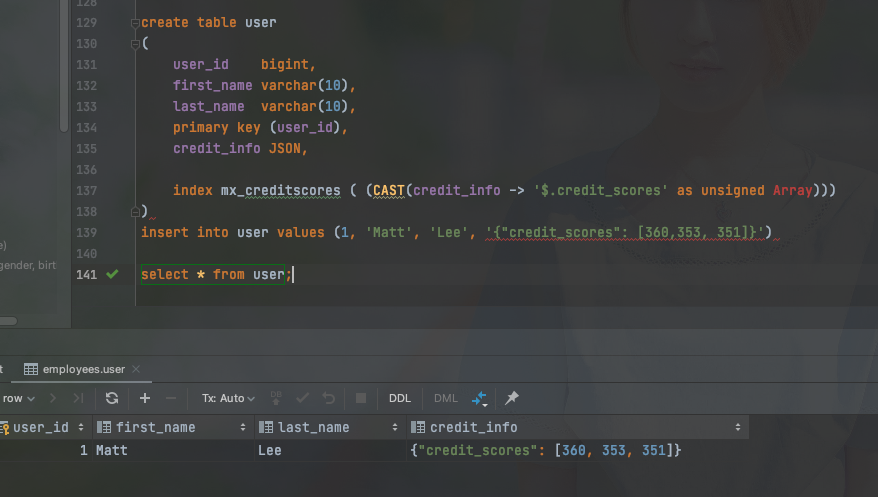 128
129 create table user
130 (
131 user_id bigint,
132 first_name varchar(10),
133 last_name varchar(10),
134 primary key (user_id),
135 credit_info JSON,
136
137 index mx_creditscores ( (CAST(credit_info -> '$.credit_scores' as unsigned Array)))
138 )
139 insert into user values (1, 'Matt', 'Lee', '{"credit_scores": [360,353, 351]}')
140
e)
gender, birt
141 select * from user;
t employees.user ×
row Tx: Auto DB DDL DML
user_id first_name last_name credit_info
1 Matt Lee {"credit_scores": [360, 353, 351]}